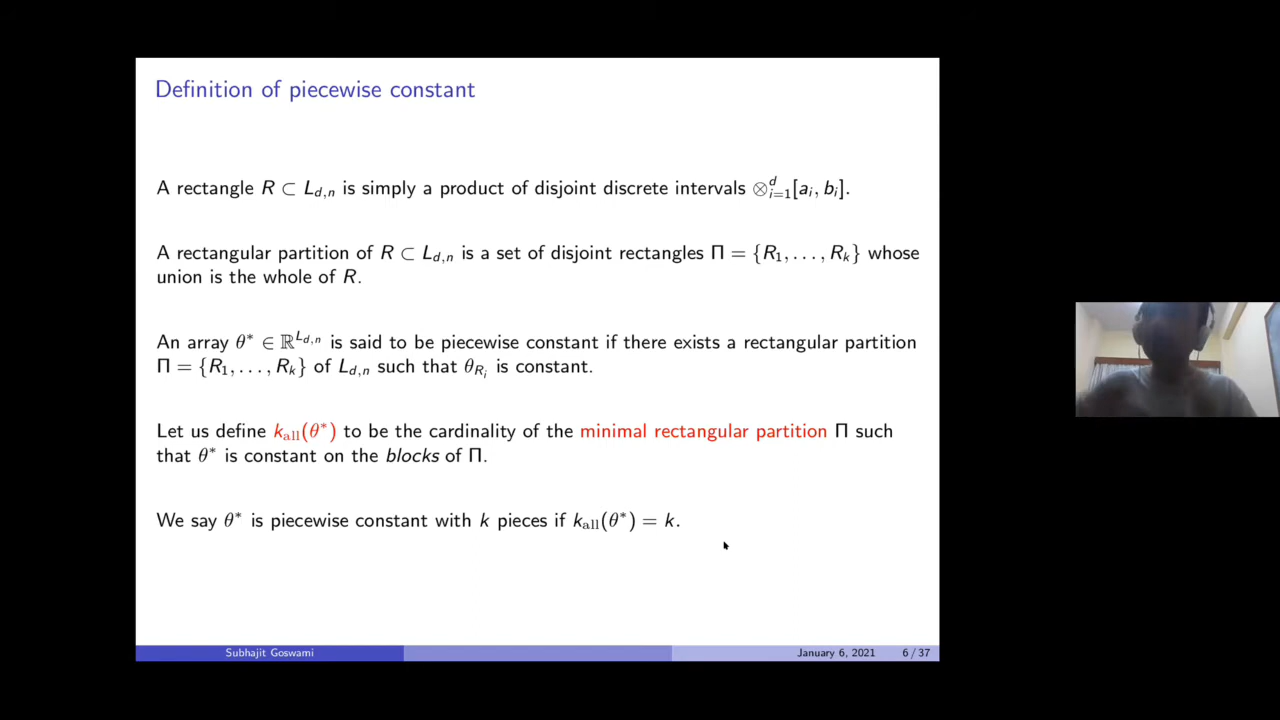 Definition of piecewise constant
A rectangle R ⊂ L_{d,n} is simply a product of disjoint discrete intervals ⊗_{i=1}^{d}[a_i, b_i].
A rectangular partition of R ⊂ L_{d,n} is a set of disjoint rectangles Π = {R_1, . . . , R_k} whose
union is the whole of R.
An array θ* ∈ ℝ^{L_{d,n}} is said to be piecewise constant if there exists a rectangular partition
Π = {R_1, . . . , R_k} of L_{d,n} such that θ_{R_i} is constant.
Let us define k_{all}(θ*) to be the cardinality of the minimal rectangular partition Π such
that θ* is constant on the blocks of Π.
We say θ* is piecewise constant with k pieces if k_{all}(θ*) = k.
Subhajit Goswami
January 6, 2021
6 / 37